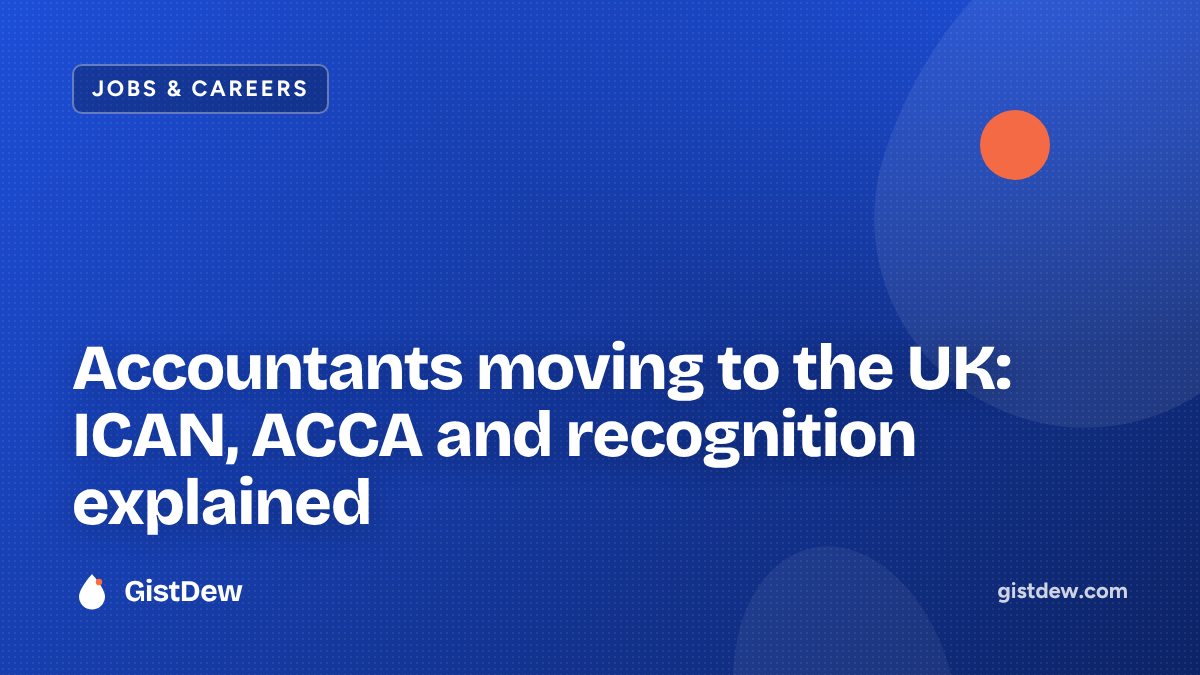 JOBS & CAREERS
Accountants moving to the UK:
ICAN, ACCA and recognition
explained
GistDew
gistdew.com